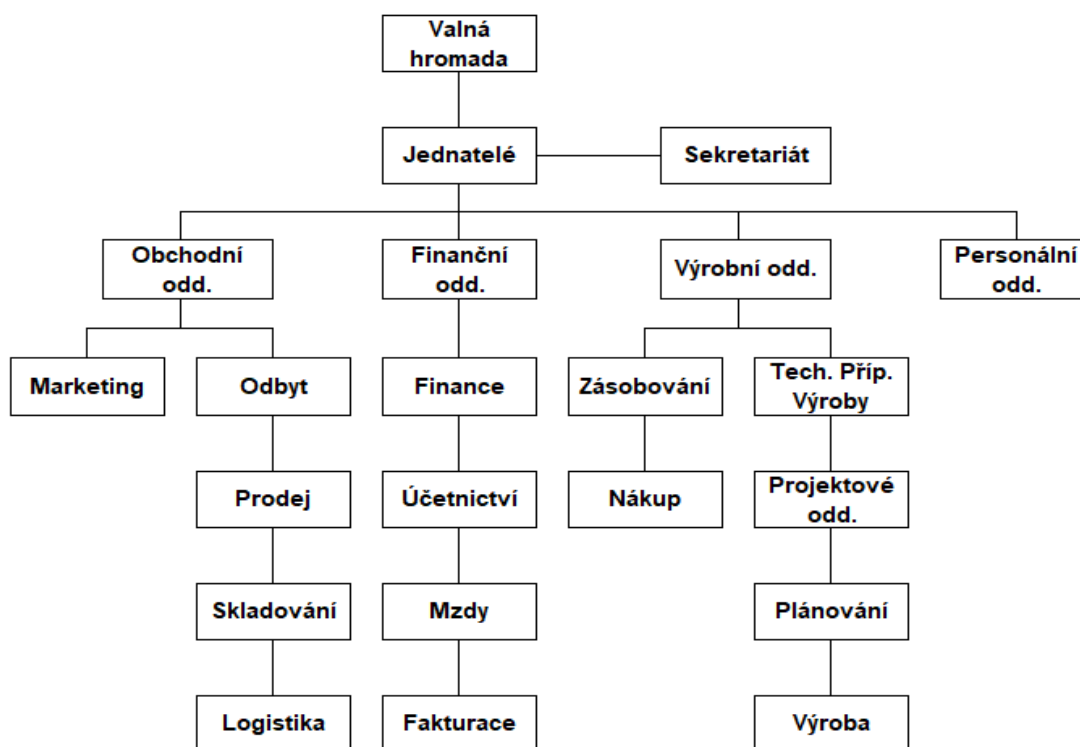 Valná
hromada
Jednatelé
Sekretariát
Obchodní
odd.
Finanční
odd.
Výrobní odd.
Personální
odd.
Marketing
Odbyt
Finance
Zásobování
Tech. Příp.
Výroby
Prodej
Účetnictví
Nákup
Projektové
odd.
Skladování
Mzdy
Plánování
Logistika
Fakturace
Výroba